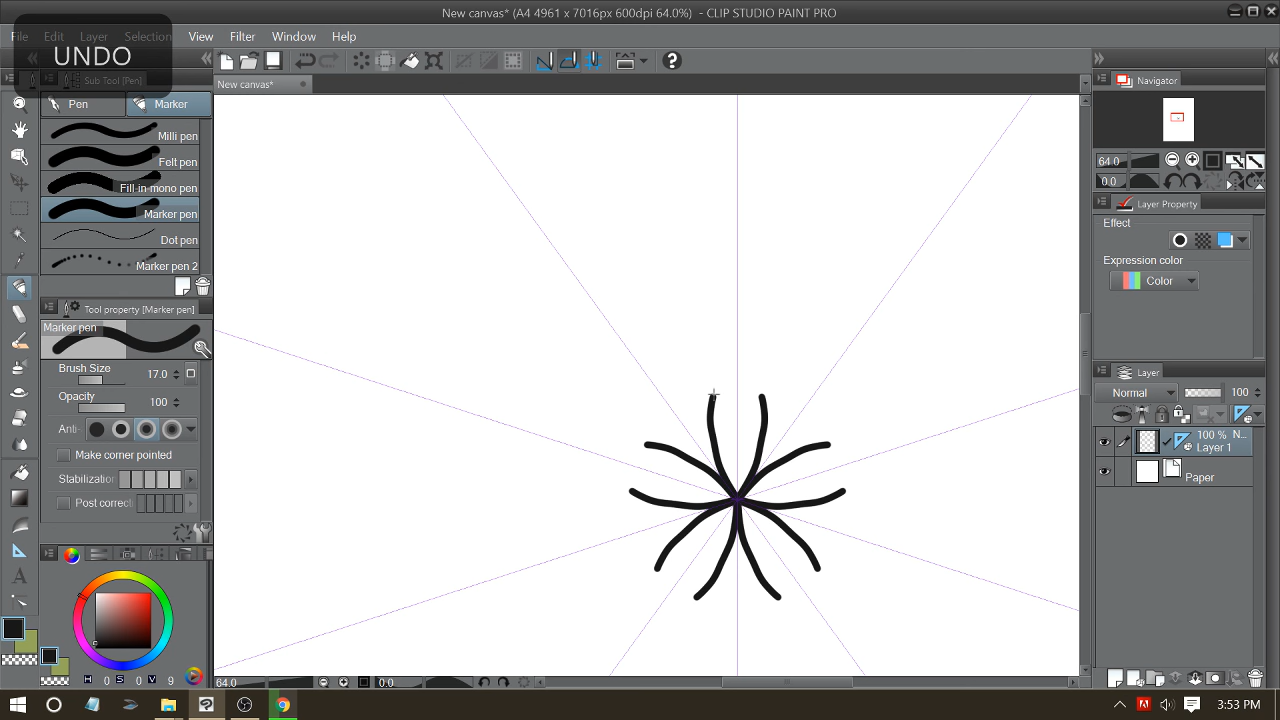 New canvas* (A4 4961 x 7016px 600dpi 64.0%)  - CLIP STUDIO PAINT PRO
File Edit Layer Selection View Filter Window Help
UNDO
Sub Tool [Pen]
New canvas*
Navigator
Pen Marker
Milli pen
Felt pen
Fill-in mono pen
Marker pen
Dot pen
Marker pen 2
Tool property [Marker pen]
Marker pen
Brush Size 17.0
Opacity 100
Anti-
Make corner pointed
Stabilization
Post correcti
H 0 S 0 V 9
64.0 0.0
64.0
0.0
Layer Property
Effect
Expression color
Color
Layer
Normal 100
100 % N...
Layer 1
Paper
3:53 PM